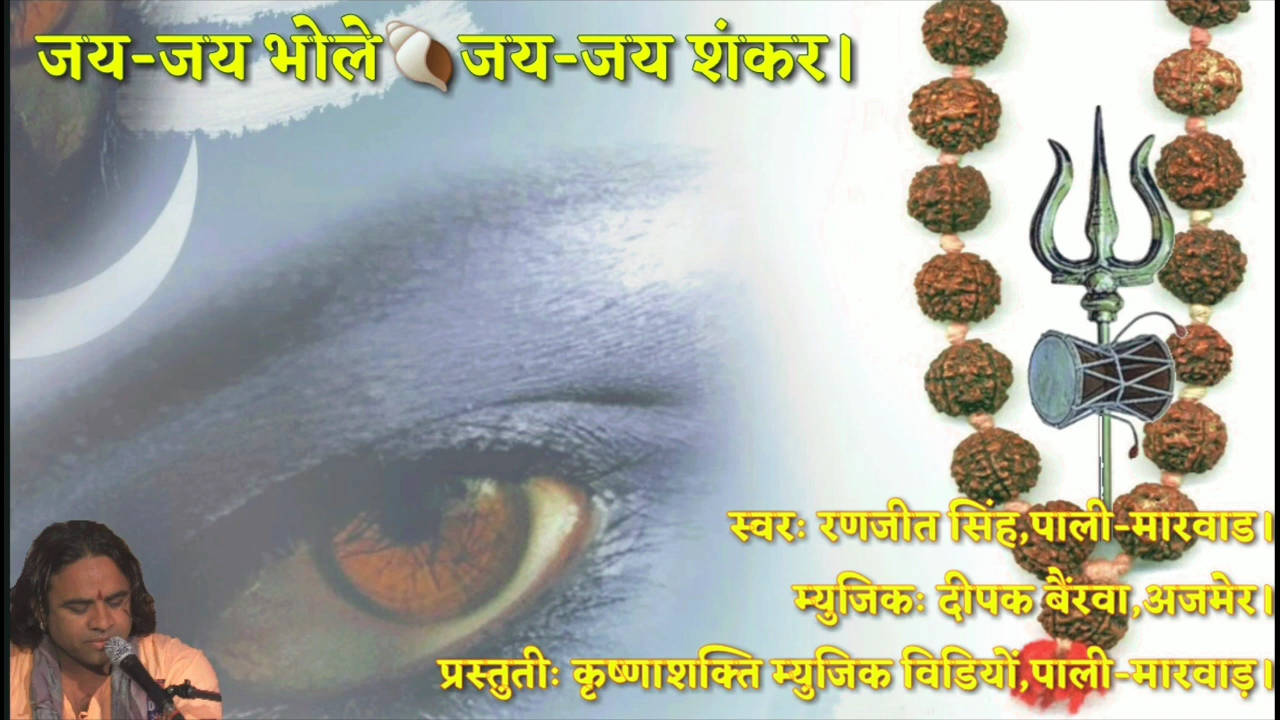 जय-जय भोले🐚जय-जय शंकर।
स्वरः रणजीत सिंह,पाली-मारवाड।
म्युजिकः दीपक बैंरवा,अजमेर।
प्रस्तुतीः कृष्णाशक्ति म्युजिक विडियों,पाली-मारवाड़।